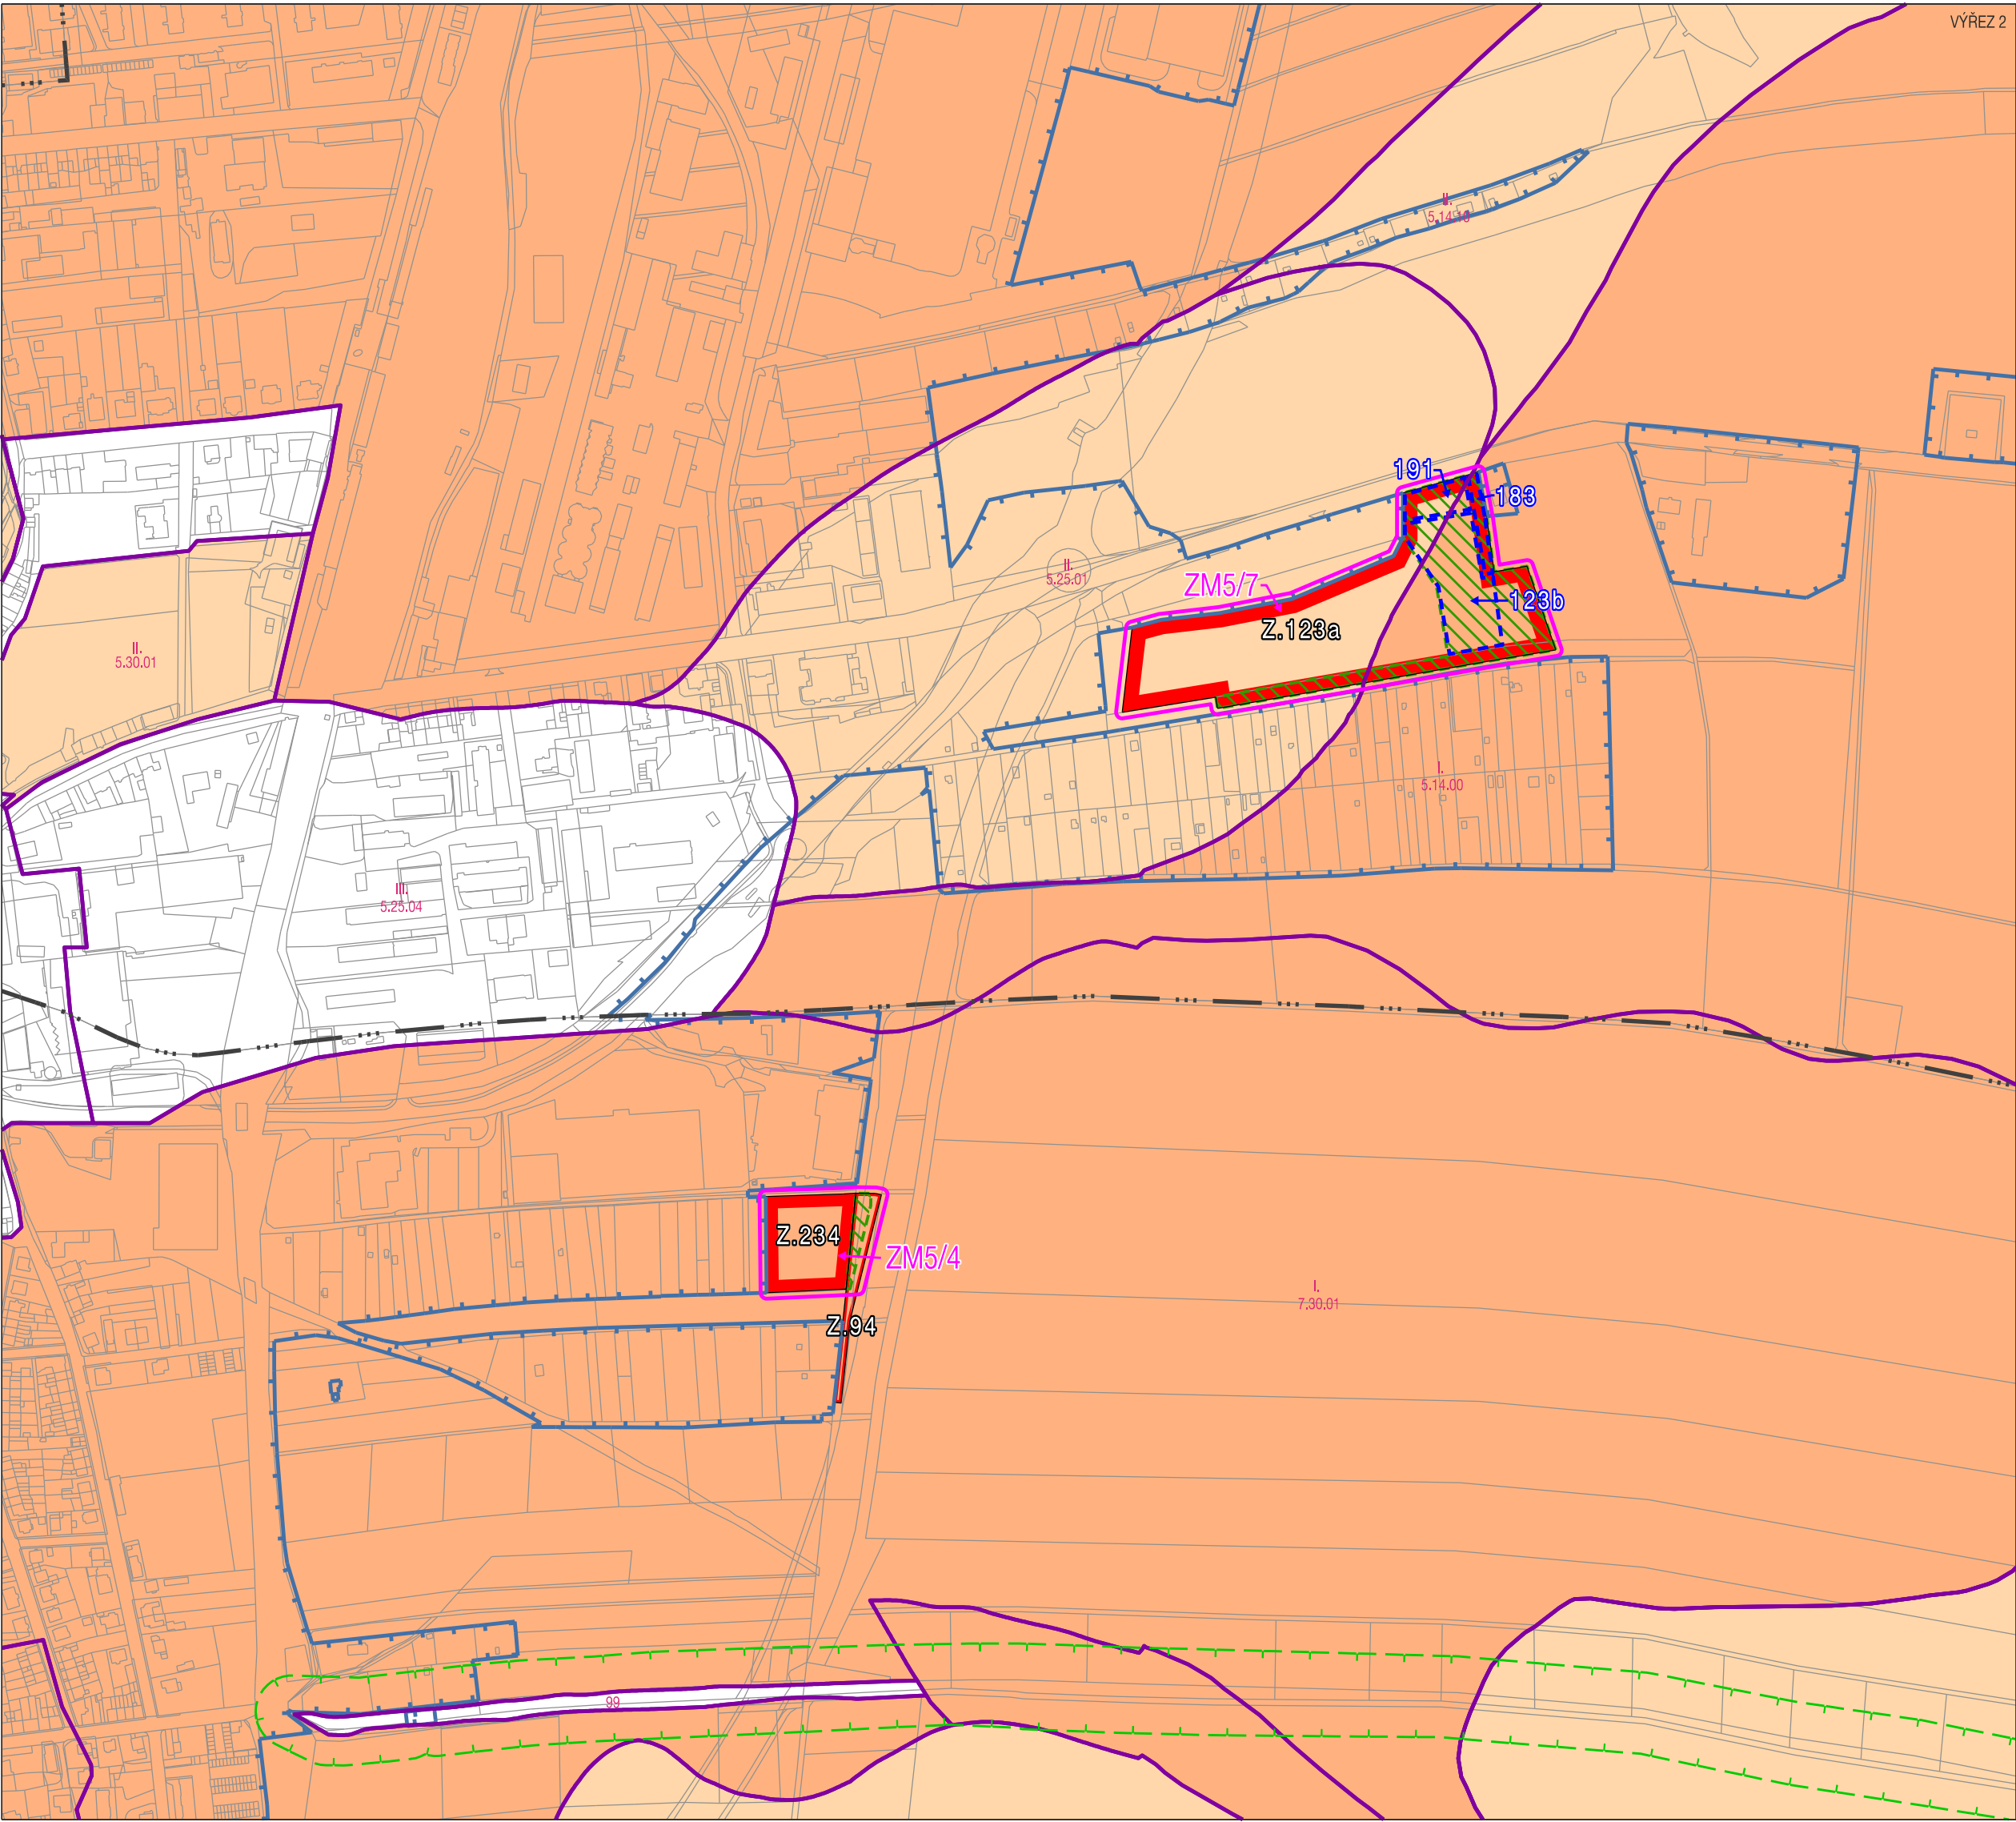 VÝŘEZ 2
II.
5.14.10
191
183
II.
5.25.01
ZM5/7
123b
Z.123a
II.
5.30.01
I.
5.14.00
III.
5.25.04
Z.234
ZM5/4
I.
7.30.01
Z.94
99